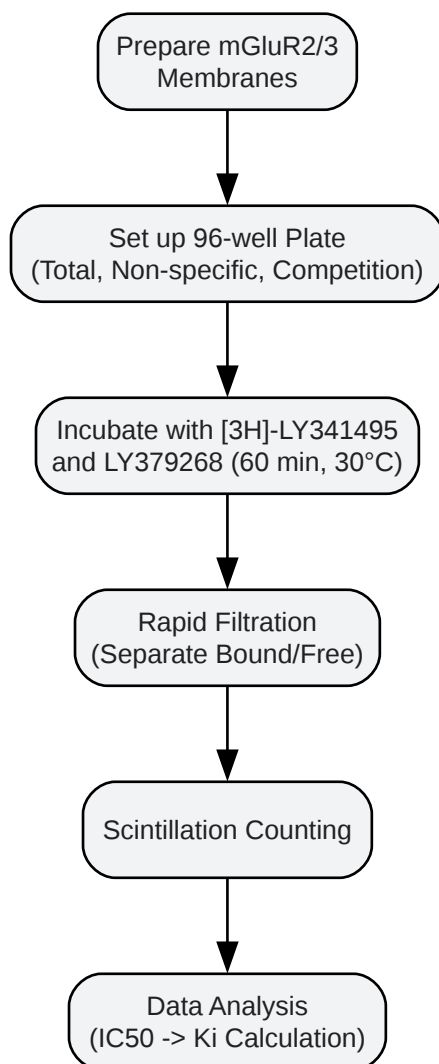 Prepare mGluR2/3
Membranes
Set up 96-well Plate
(Total, Non-specific, Competition)
Incubate with [3H]-LY341495
and LY379268 (60 min, 30°C)
Rapid Filtration
(Separate Bound/Free)
Scintillation Counting
Data Analysis
(IC50 -> Ki Calculation)